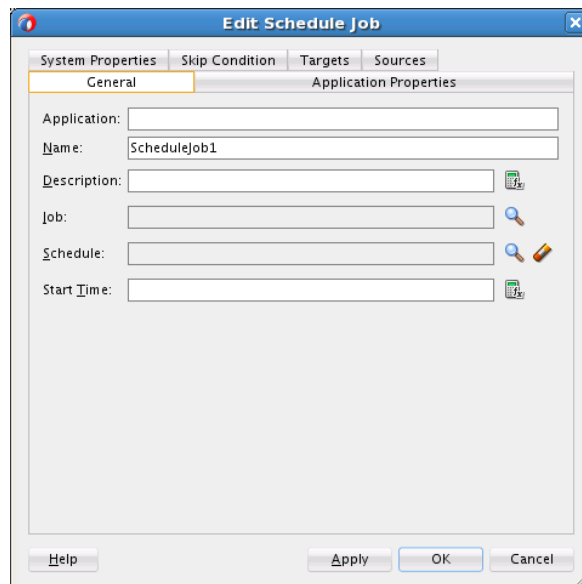 Edit Schedule Job
System Properties Skip Condition Targets Sources
General Application Properties
Application:
Name: ScheduleJob1
Description:
Job:
Schedule:
Start Time:
Help Apply OK Cancel